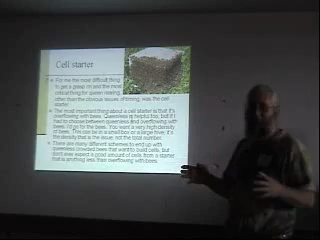 Cell starter
For me the most difficult thing
to get a grasp on and the most
critical thing for queen rearing,
other than the obvious issues of timing, was the cell
starter.
The most important thing about a cell starter is that it's
overflowing with bees. Queenless is helpful too, but if I
had to choose between queenless and overflowing with
bees, I'd go for the bees. You want a very high density
of bees. This can be in a small box or a large hive; it's
the density that is the issue, not the total number.
There are many different schemes to end up with
queenless crowded bees that want to build cells, but
don't ever expect a good amount of cells from a starter
that is anything less than overflowing with bees.